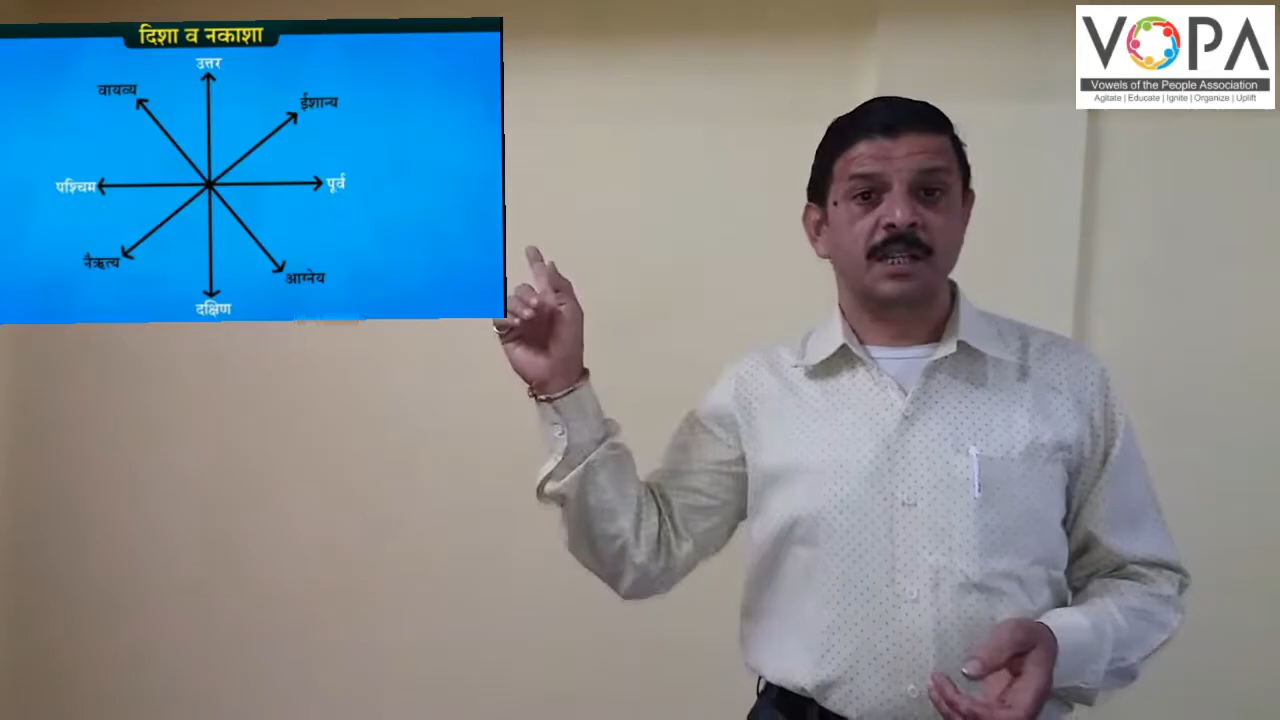 दिशा व नकाशा
उत्तर
वायव्य
ईशान्य
पश्चिम
पूर्व
नैऋत्य
आग्नेय
दक्षिण
VOPA
Vowels of the People Association
Agitate | Educate | Ignite | Organize | Uplift